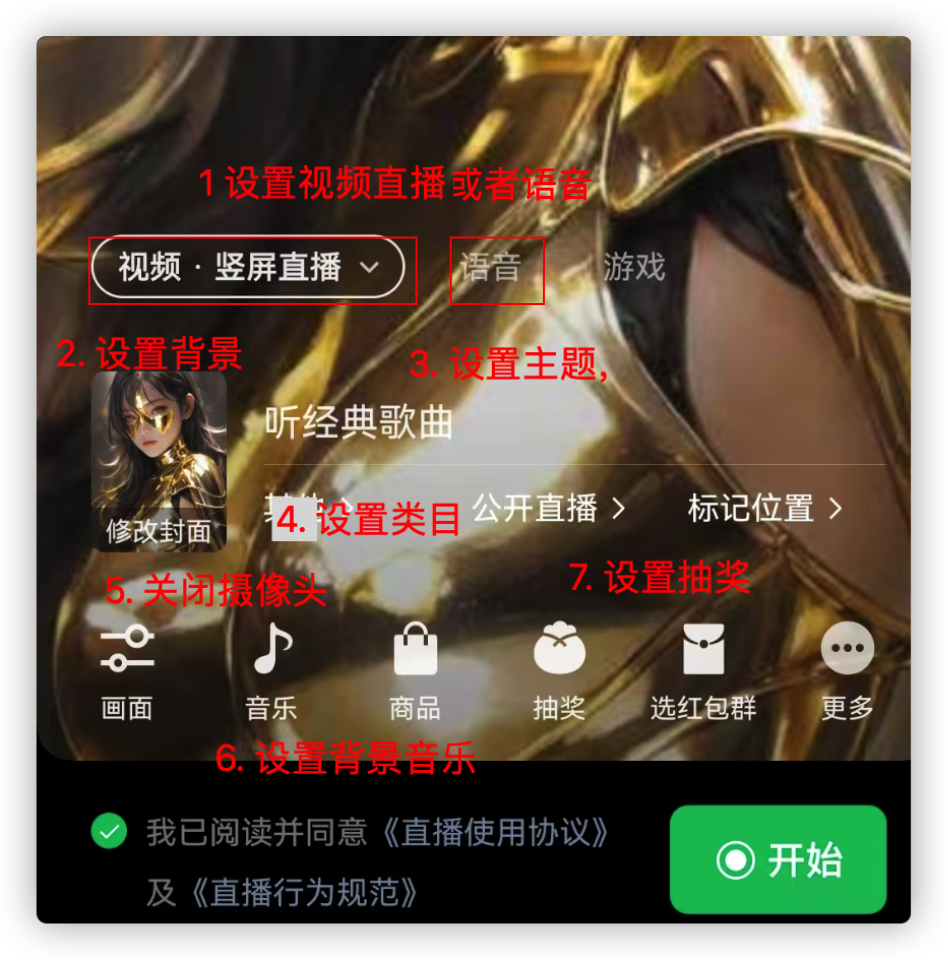 1 设置视频直播或者语音
视频 · 竖屏直播 语音 游戏
2. 设置背景
3. 设置主题，
听经典歌曲
4. 设置类目 公开直播 标记位置
修改封面
5. 关闭摄像头
7. 设置抽奖
画面 音乐 商品 抽奖 选红包群 更多
6. 设置背景音乐
我已阅读并同意《直播使用协议》
及《直播行为规范》
开始